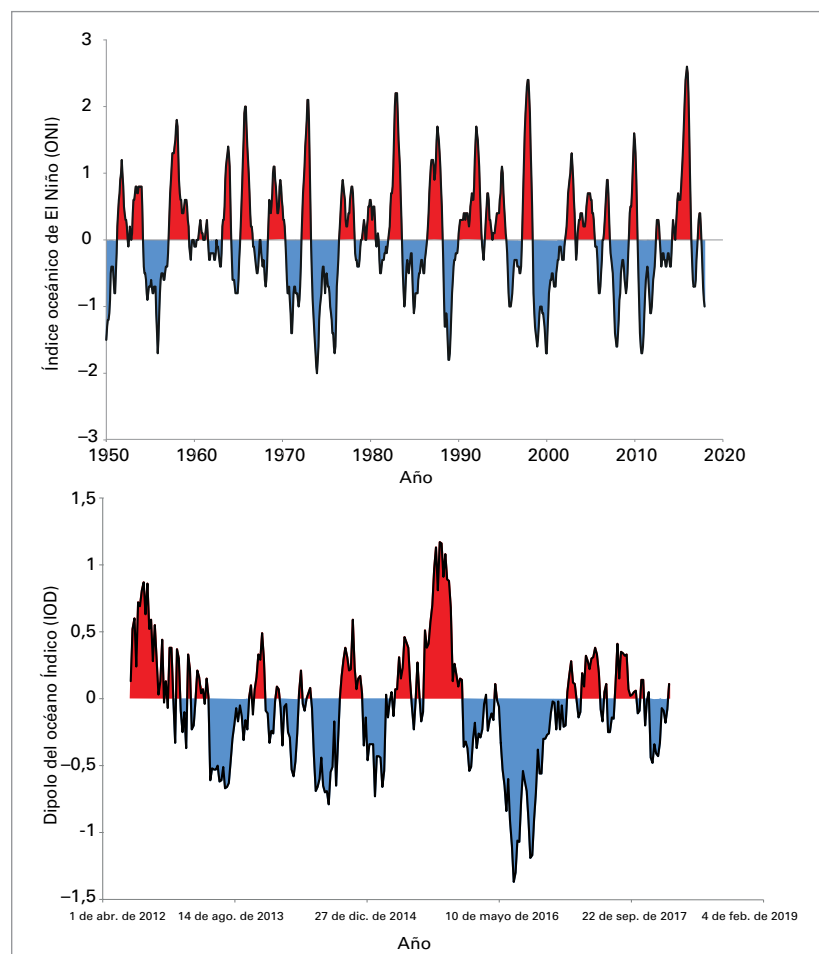 3
2
1
0
−1
−2
−3
Índice oceánico de El Niño (ONI)
1950 1960 1970 1980 1990 2000 2010 2020
Año
1,5
1
0,5
0
−0,5
-1
−1,5
Dipolo del océano Índico (IOD)
1 de abr. de 2012 14 de ago. de 2013 27 de dic. de 2014 10 de mayo de 2016 22 de sep. de 2017 4 de feb. de 2019
Año